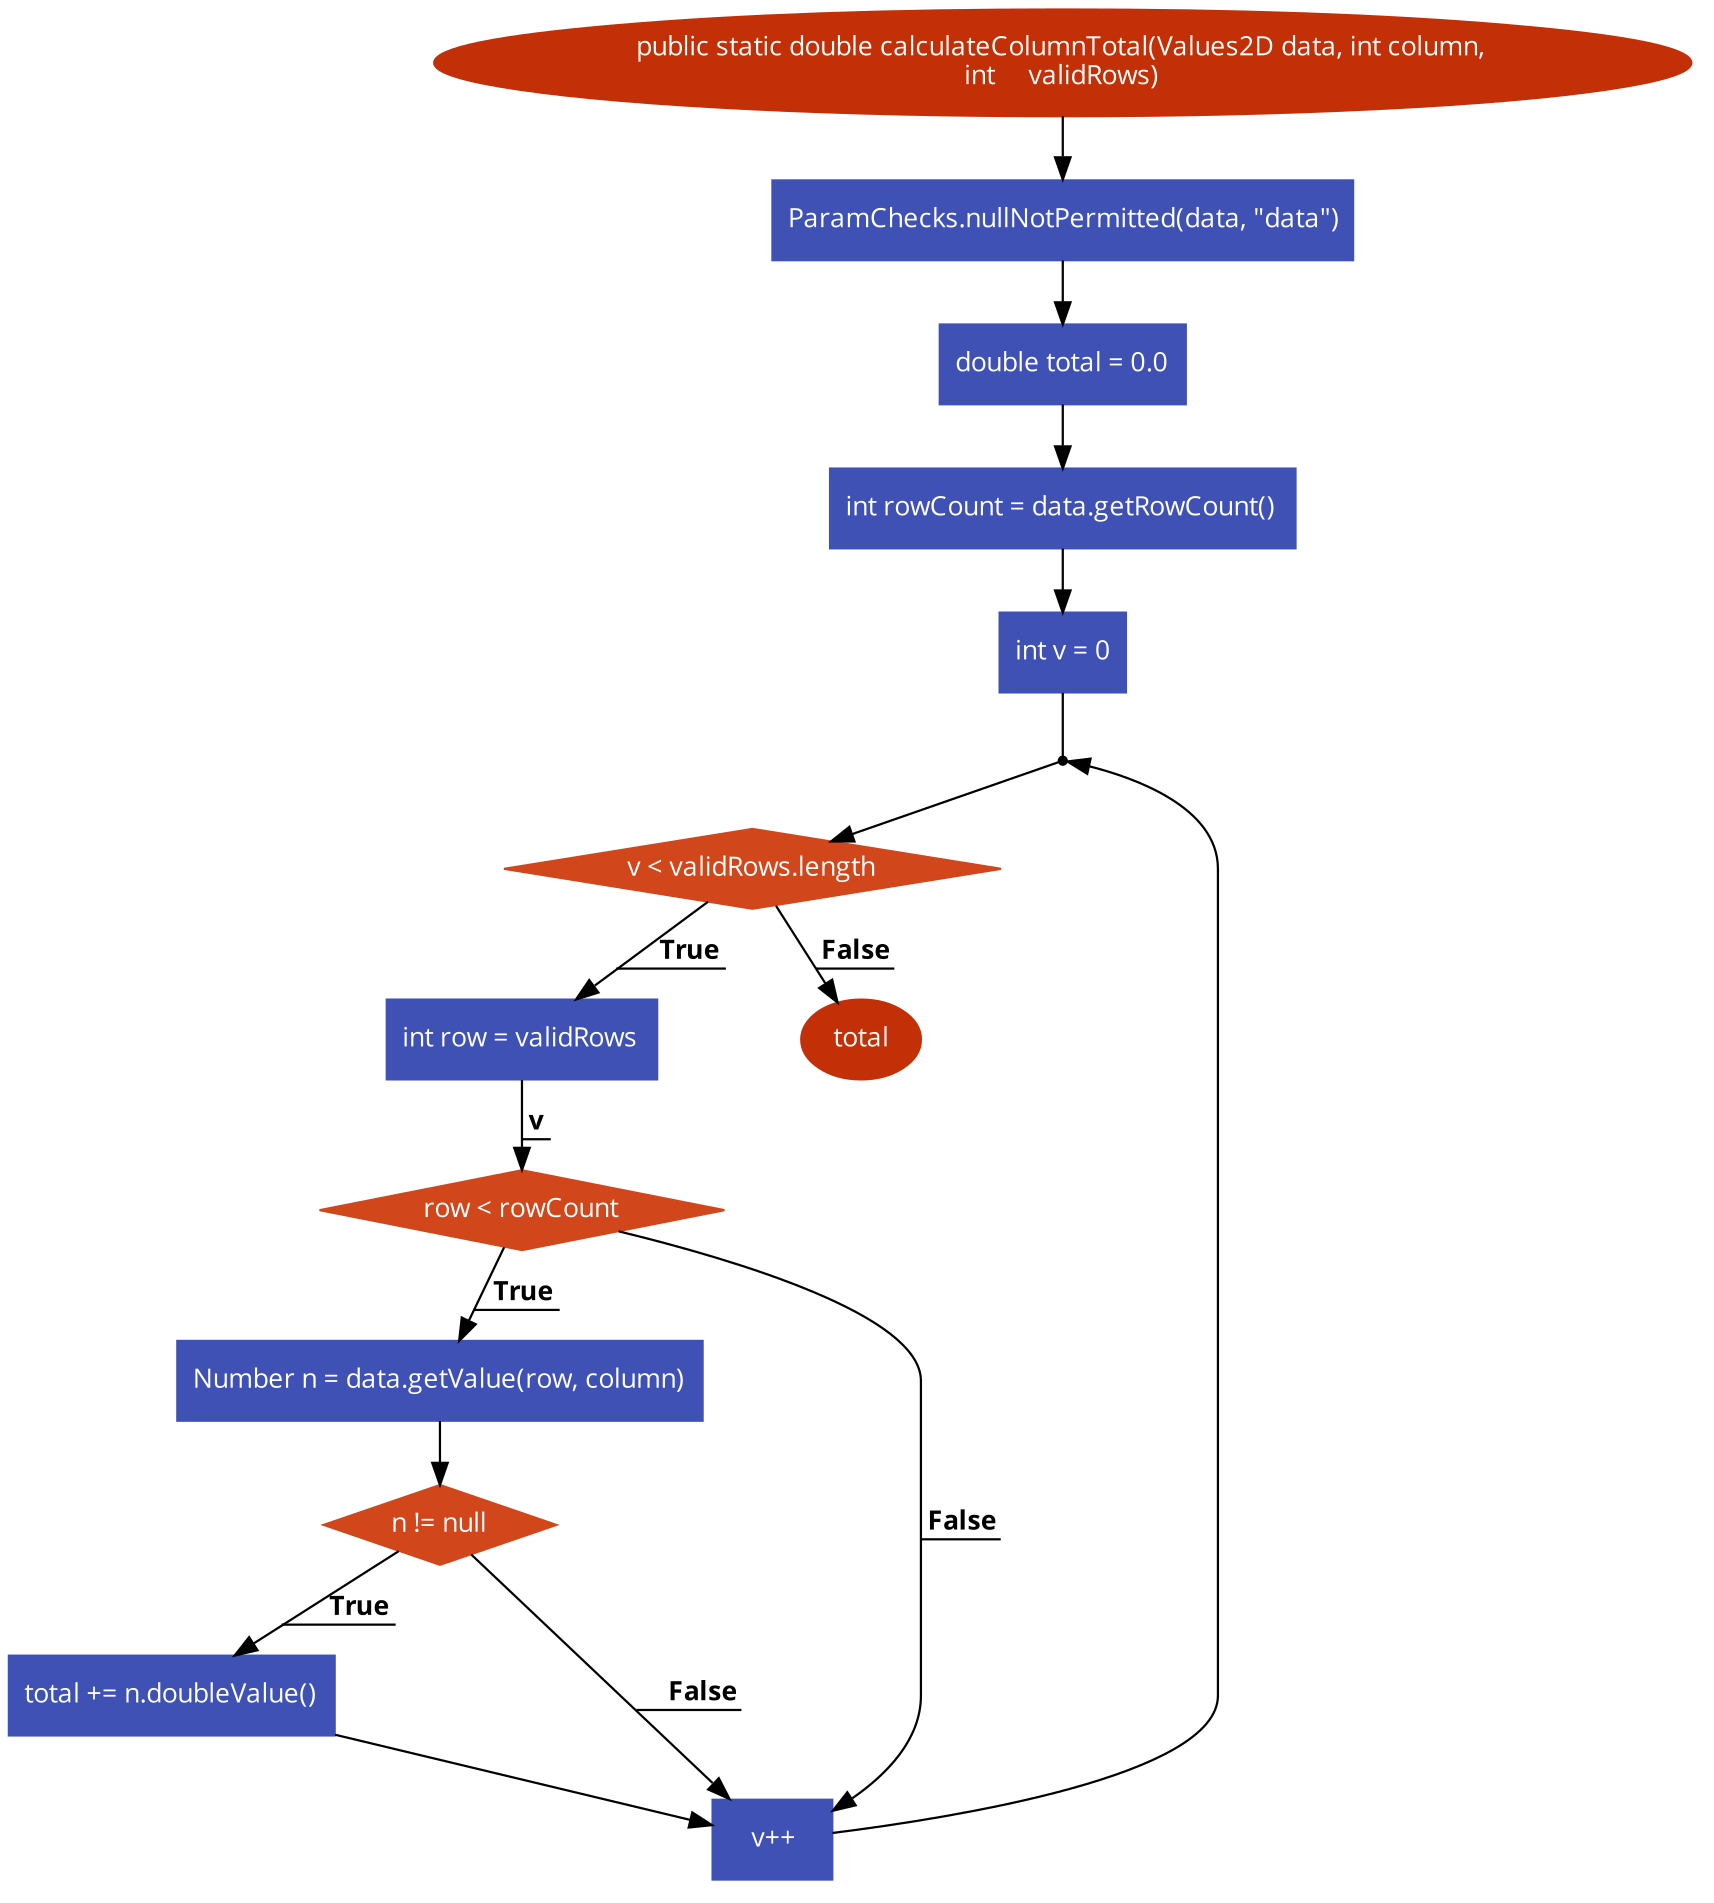 public static double calculateColumnTotal(Values2D data, int column,
int validRows)
ParamChecks.nullNotPermitted(data, "data")
double total = 0.0
int rowCount = data.getRowCount()
int v = 0
v < validRows.length
True
False
int row = validRows
total
v
row < rowCount
True
Number n = data.getValue(row, column)
n != null
False
True
total += n.doubleValue()
False
v++